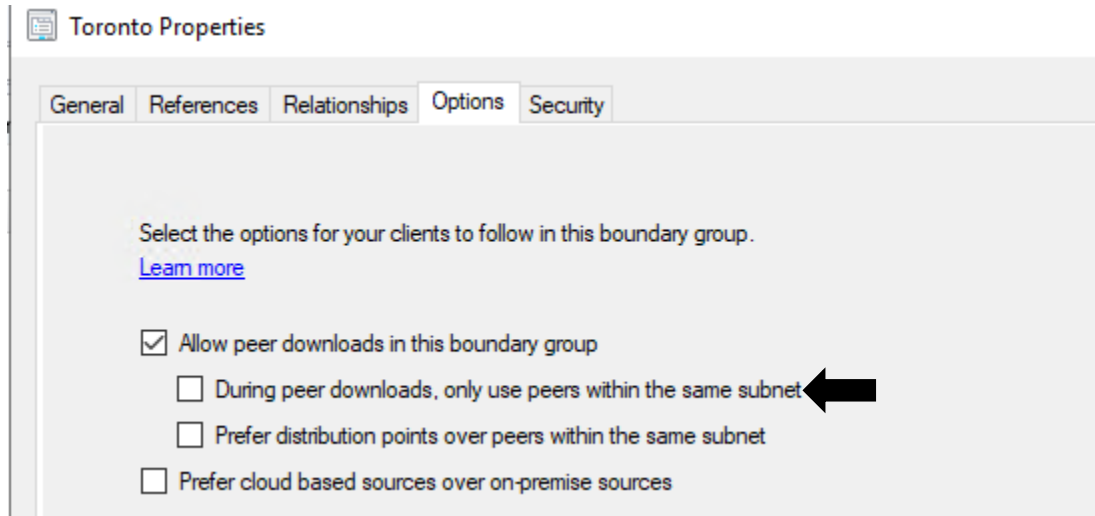 Toronto Properties
General References Relationships Options Security
Select the options for your clients to follow in this boundary group.
Learn more
Allow peer downloads in this boundary group
During peer downloads, only use peers within the same subnet
Prefer distribution points over peers within the same subnet
Prefer cloud based sources over on-premise sources